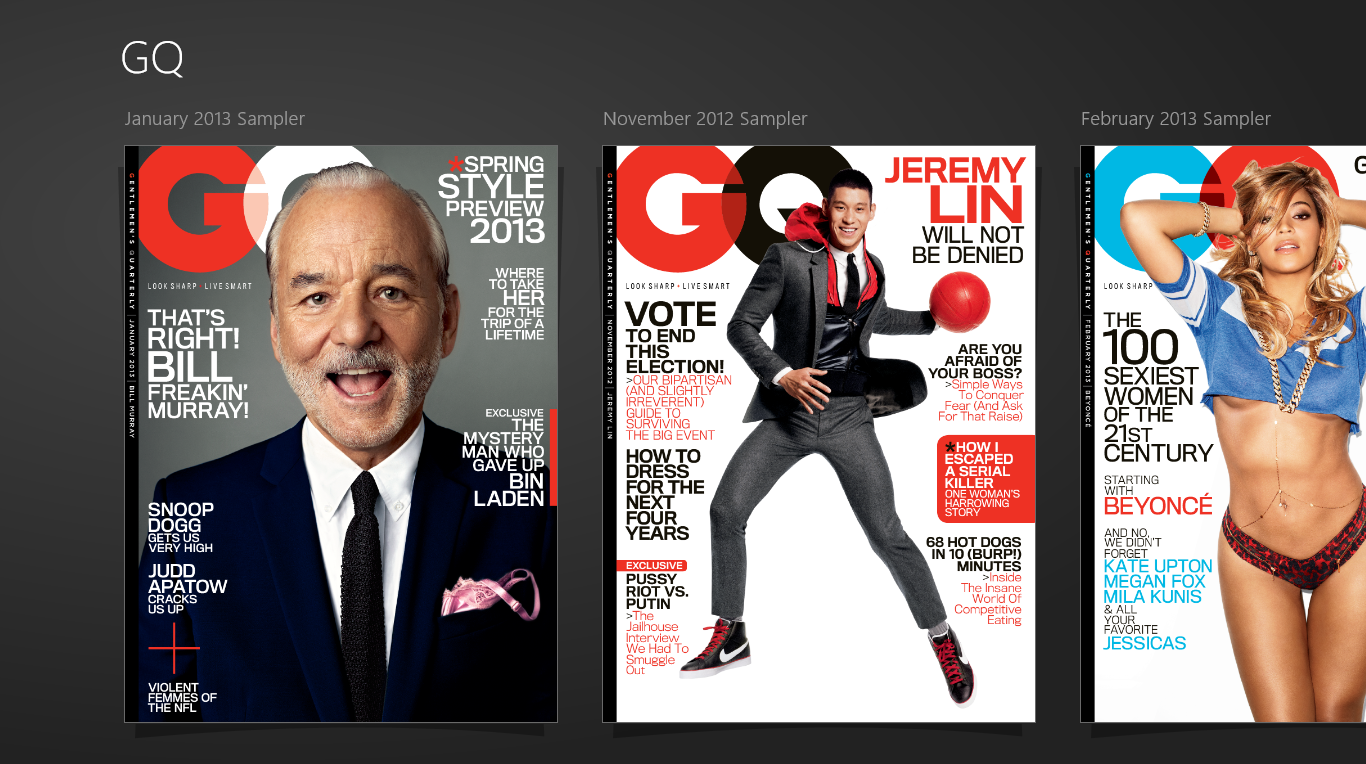 GQ
January 2013 Sampler
GQ
GENTLEMEN'S QUARTERLY | JANUARY 2013 | BILL MURRAY
*SPRING
STYLE
PREVIEW
2013
WHERE
TO TAKE
HER
FOR THE
TRIP OF A
LIFETIME
LOOK SHARP + LIVE SMART
THAT'S
RIGHT!
BILL
FREAKIN'
MURRAY!
EXCLUSIVE
THE
MYSTERY
MAN WHO
GAVE UP
BIN
LADEN
SNOOP
DOGG
GETS US
VERY HIGH
JUDD
APATOW
CRACKS
US UP
VIOLENT
FEMMES OF
THE NFL
November 2012 Sampler
GQ
GENTLEMEN'S QUARTERLY | NOVEMBER 2012 | JEREMY LIN
JEREMY
LIN
WILL NOT
BE DENIED
LOOK SHARP + LIVE SMART
VOTE
TO END
THIS
ELECTION!
>OUR BIPARTISAN
(AND SLIGHTLY
IRREVERENT)
GUIDE TO
SURVIVING
THE BIG EVENT
HOW TO
DRESS
FOR THE
NEXT
FOUR
YEARS
EXCLUSIVE
PUSSY
RIOT VS.
PUTIN
>The
Jailhouse
Interview
We Had To
Smuggle
Out
ARE YOU
AFRAID OF
YOUR BOSS?
>Simple Ways
To Conquer
Fear (And Ask
For That Raise)
*HOW I
ESCAPED
A SERIAL
KILLER
ONE WOMAN'S
HARROWING
STORY
68 HOT DOGS
IN 10 (BURP!)
MINUTES
>Inside
The Insane
World Of
Competitive
Eating
February 2013 Sampler
GQ
G
GENTLEMEN'S QUARTERLY | FEBRUARY 2013 | BEYONCÉ
LOOK SHARP
THE
100
SEXIEST
WOMEN
OF THE
21ST
CENTURY
STARTING
WITH
BEYONCÉ
AND NO,
WE DIDN'T
FORGET
KATE UPTON
MEGAN FOX
MILA KUNIS
& ALL
YOUR
FAVORITE
JESSICAS